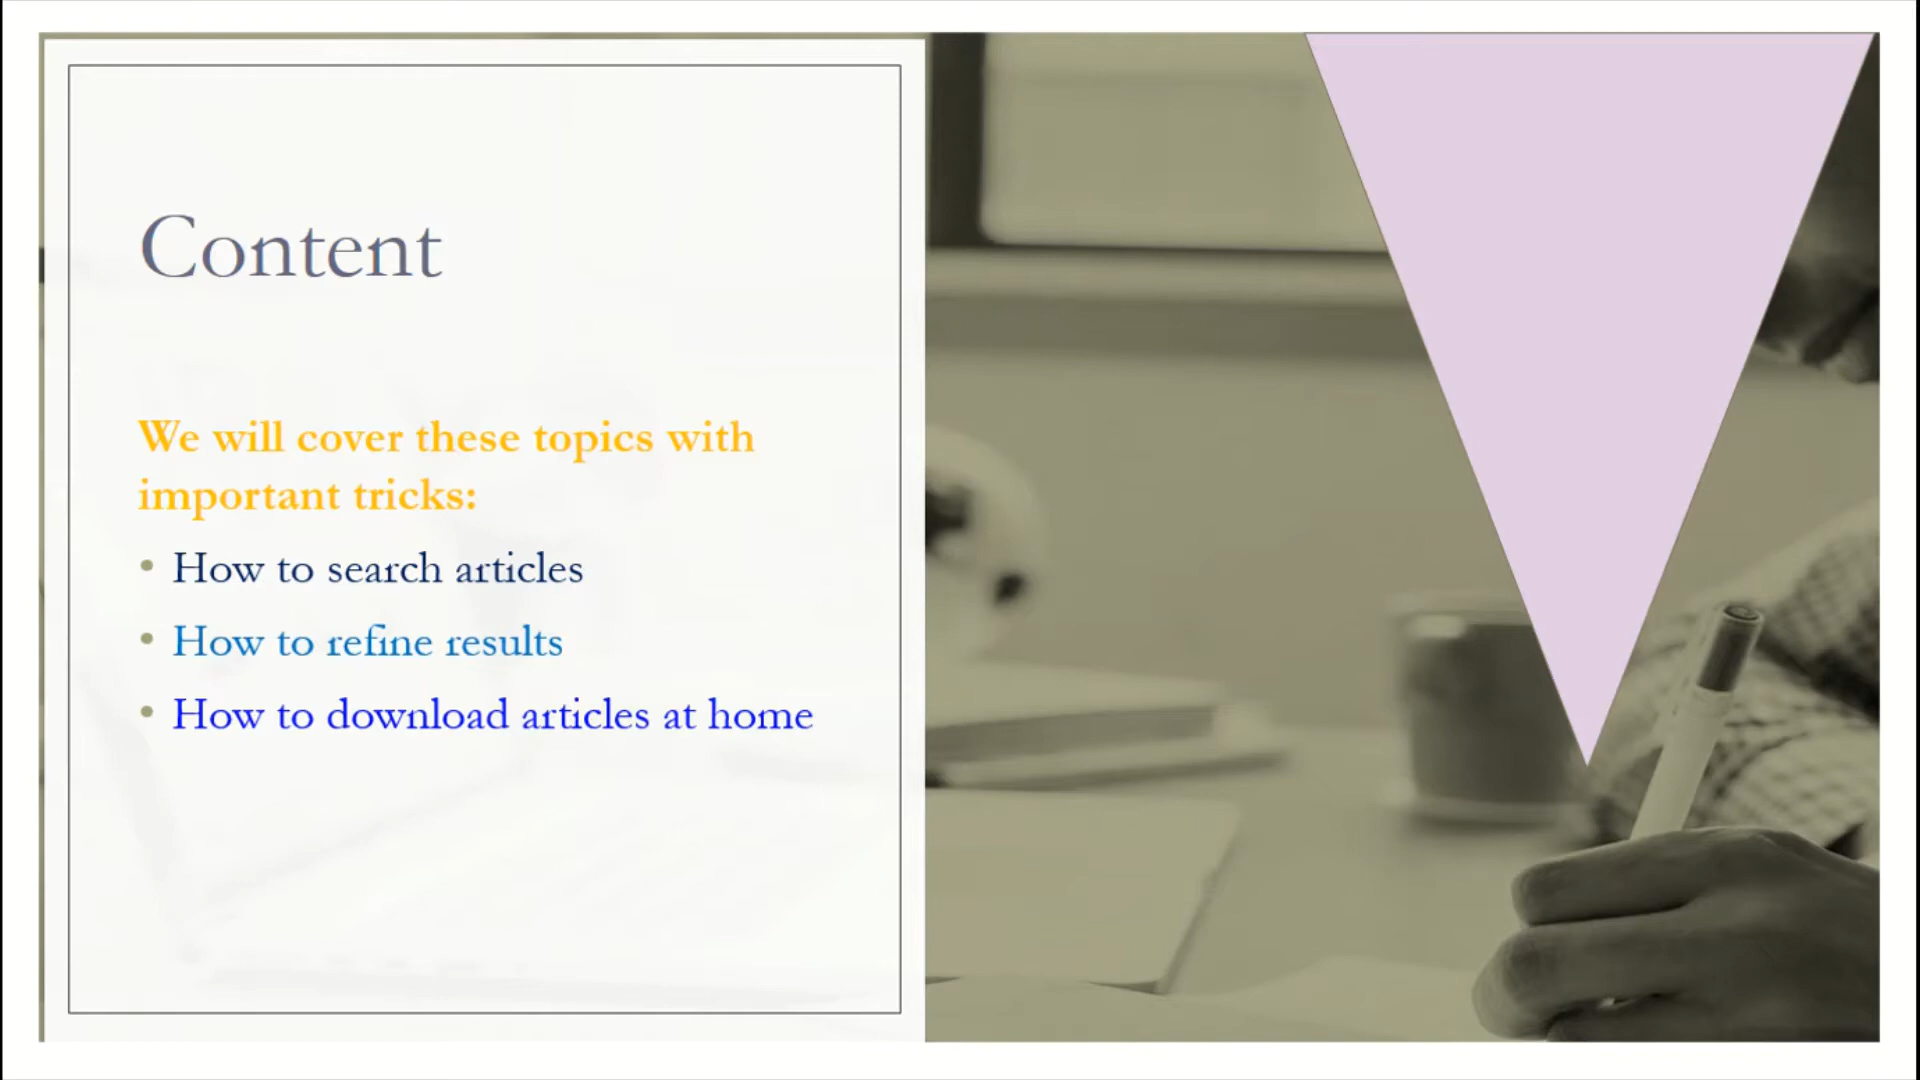 Content
We will cover these topics with
important tricks:
• How to search articles
• How to refine results
• How to download articles at home